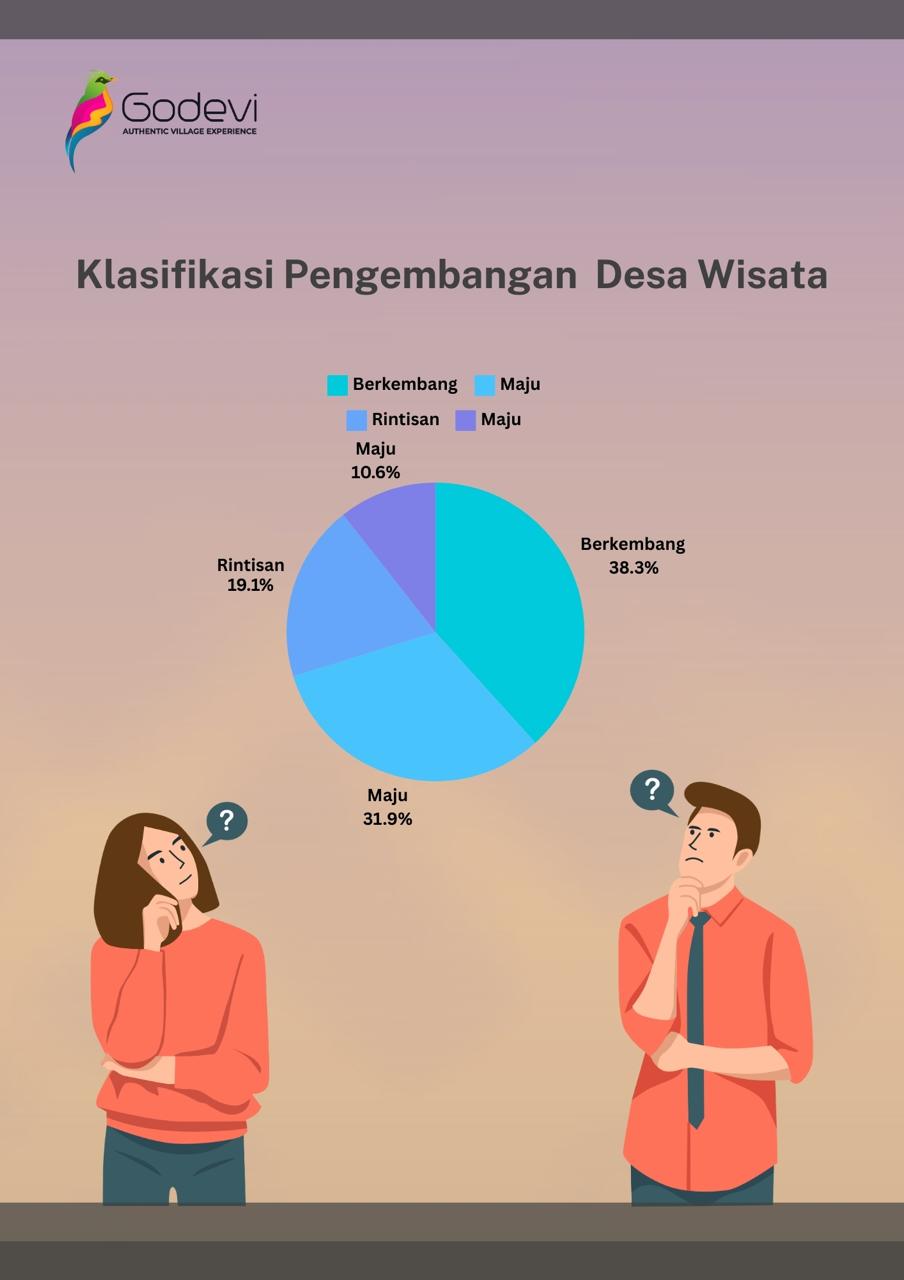 Godevi
AUTHENTIC VILLAGE EXPERIENCE
Klasifikasi Pengembangan Desa Wisata
Berkembang Maju
Rintisan Maju
Maju
10.6%
Berkembang
38.3%
Rintisan
19.1%
Maju
31.9%
?
?